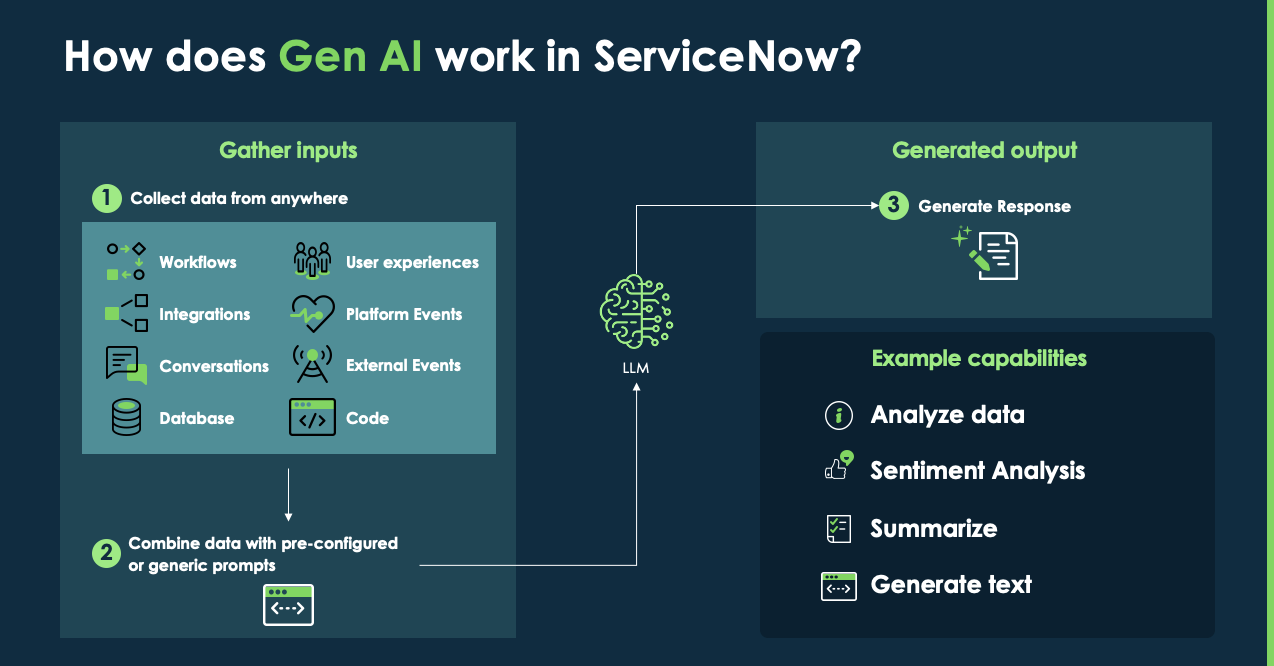 How does Gen AI work in ServiceNow?
Gather inputs
1 Collect data from anywhere
Workflows
User experiences
Integrations
Platform Events
Conversations
External Events
Database
Code
2 Combine data with pre-configured
or generic prompts
LLM
Generated output
3 Generate Response
Example capabilities
Analyze data
Sentiment Analysis
Summarize
Generate text